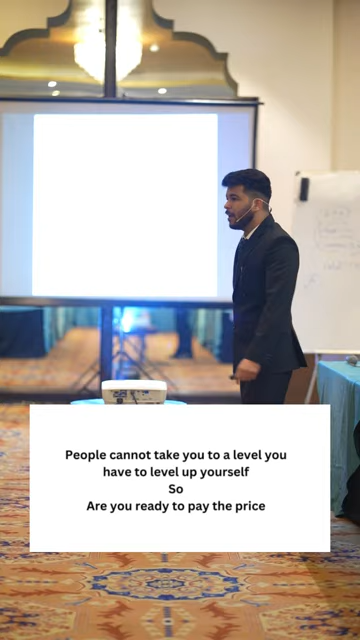 People cannot take you to a level you
have to level up yourself
So
Are you ready to pay the price